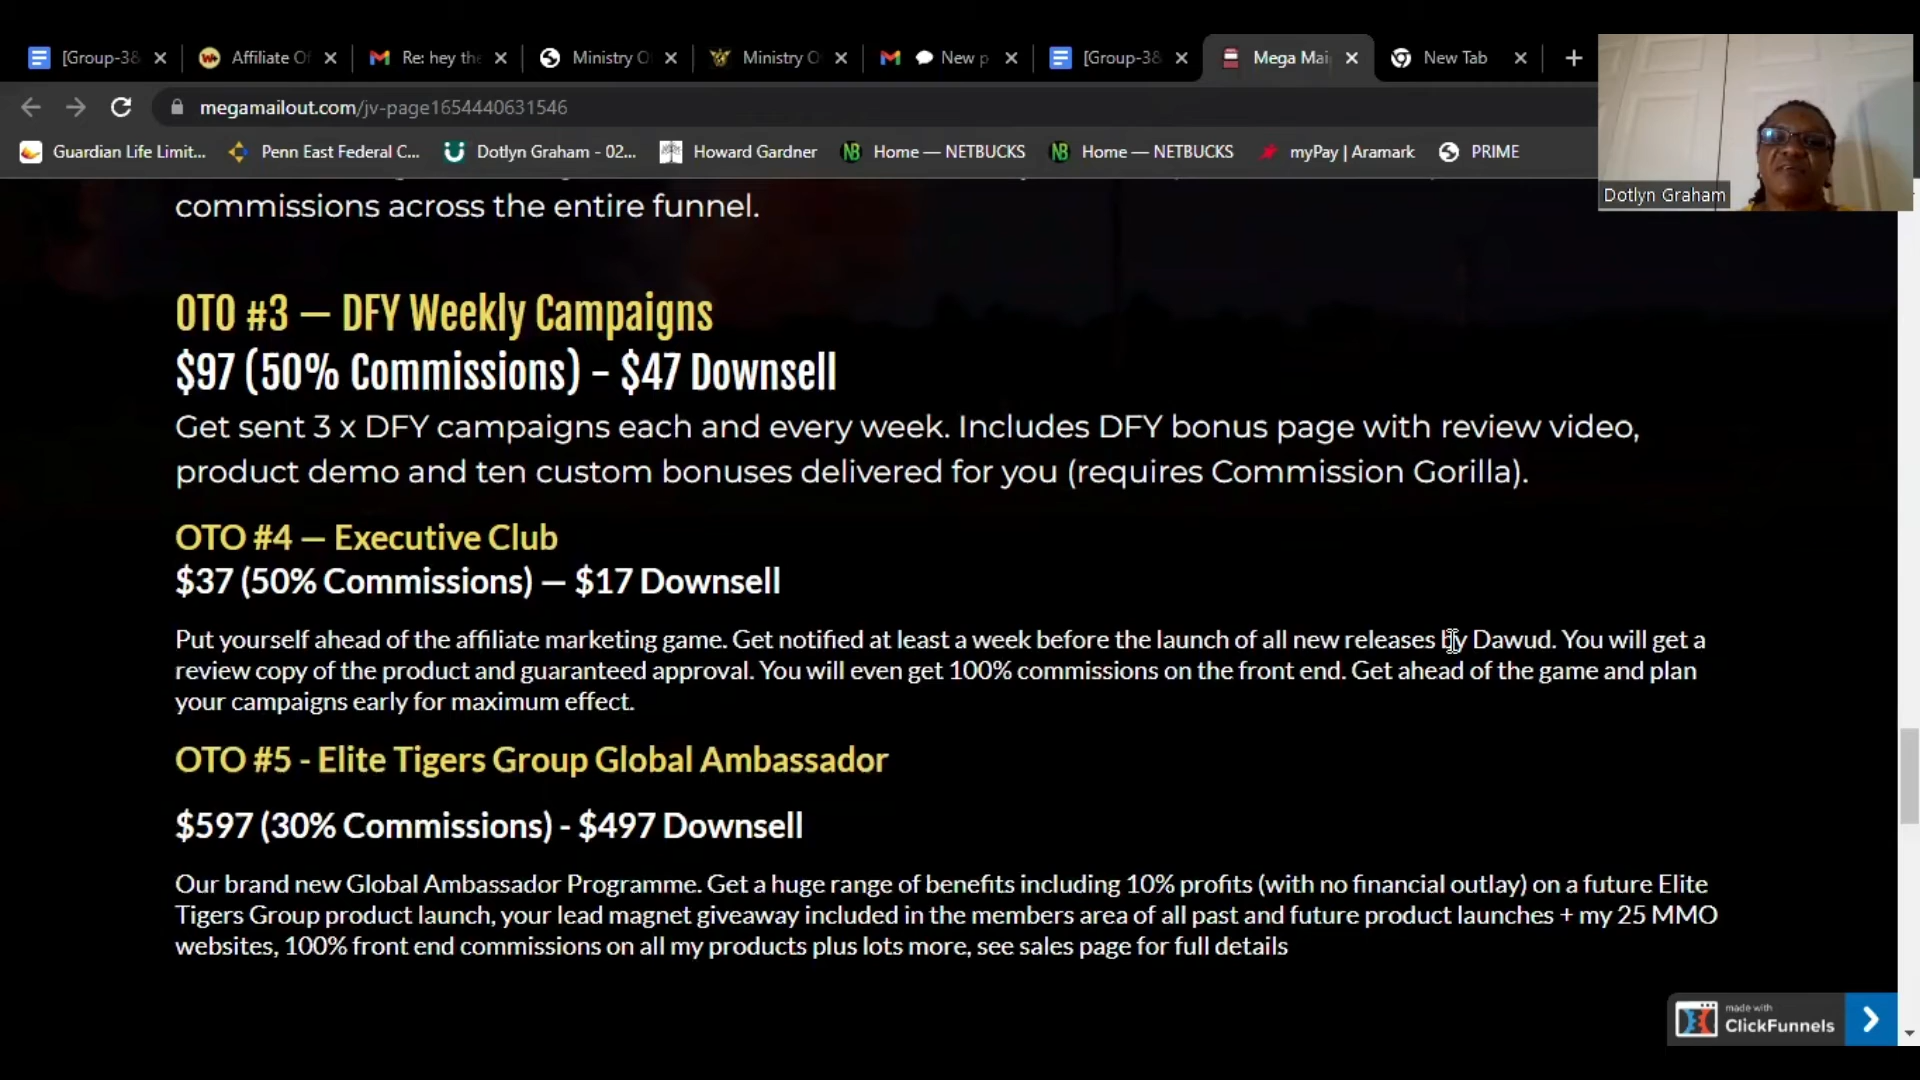 [Group-38
Affiliate Of
Re: hey the
Ministry O
Ministry O
New p
[Group-38
Mega Mai
New Tab
megamailout.com/jv-page1654440631546
Guardian Life Limit...
Penn East Federal C...
Dotlyn Graham - 02...
Howard Gardner
NB Home — NETBUCKS
NB Home — NETBUCKS
myPay | Aramark
PRIME
Dotlyn Graham
commissions across the entire funnel.
OTO #3 — DFY Weekly Campaigns
$97 (50% Commissions) – $47 Downsell
Get sent 3 x DFY campaigns each and every week. Includes DFY bonus page with review video,
product demo and ten custom bonuses delivered for you (requires Commission Gorilla).
OTO #4 — Executive Club
$37 (50% Commissions) — $17 Downsell
Put yourself ahead of the affiliate marketing game. Get notified at least a week before the launch of all new releases by Dawud. You will get a
review copy of the product and guaranteed approval. You will even get 100% commissions on the front end. Get ahead of the game and plan
your campaigns early for maximum effect.
OTO #5 - Elite Tigers Group Global Ambassador
$597 (30% Commissions) - $497 Downsell
Our brand new Global Ambassador Programme. Get a huge range of benefits including 10% profits (with no financial outlay) on a future Elite
Tigers Group product launch, your lead magnet giveaway included in the members area of all past and future product launches + my 25 MMO
websites, 100% front end commissions on all my products plus lots more, see sales page for full details
made with
ClickFunnels